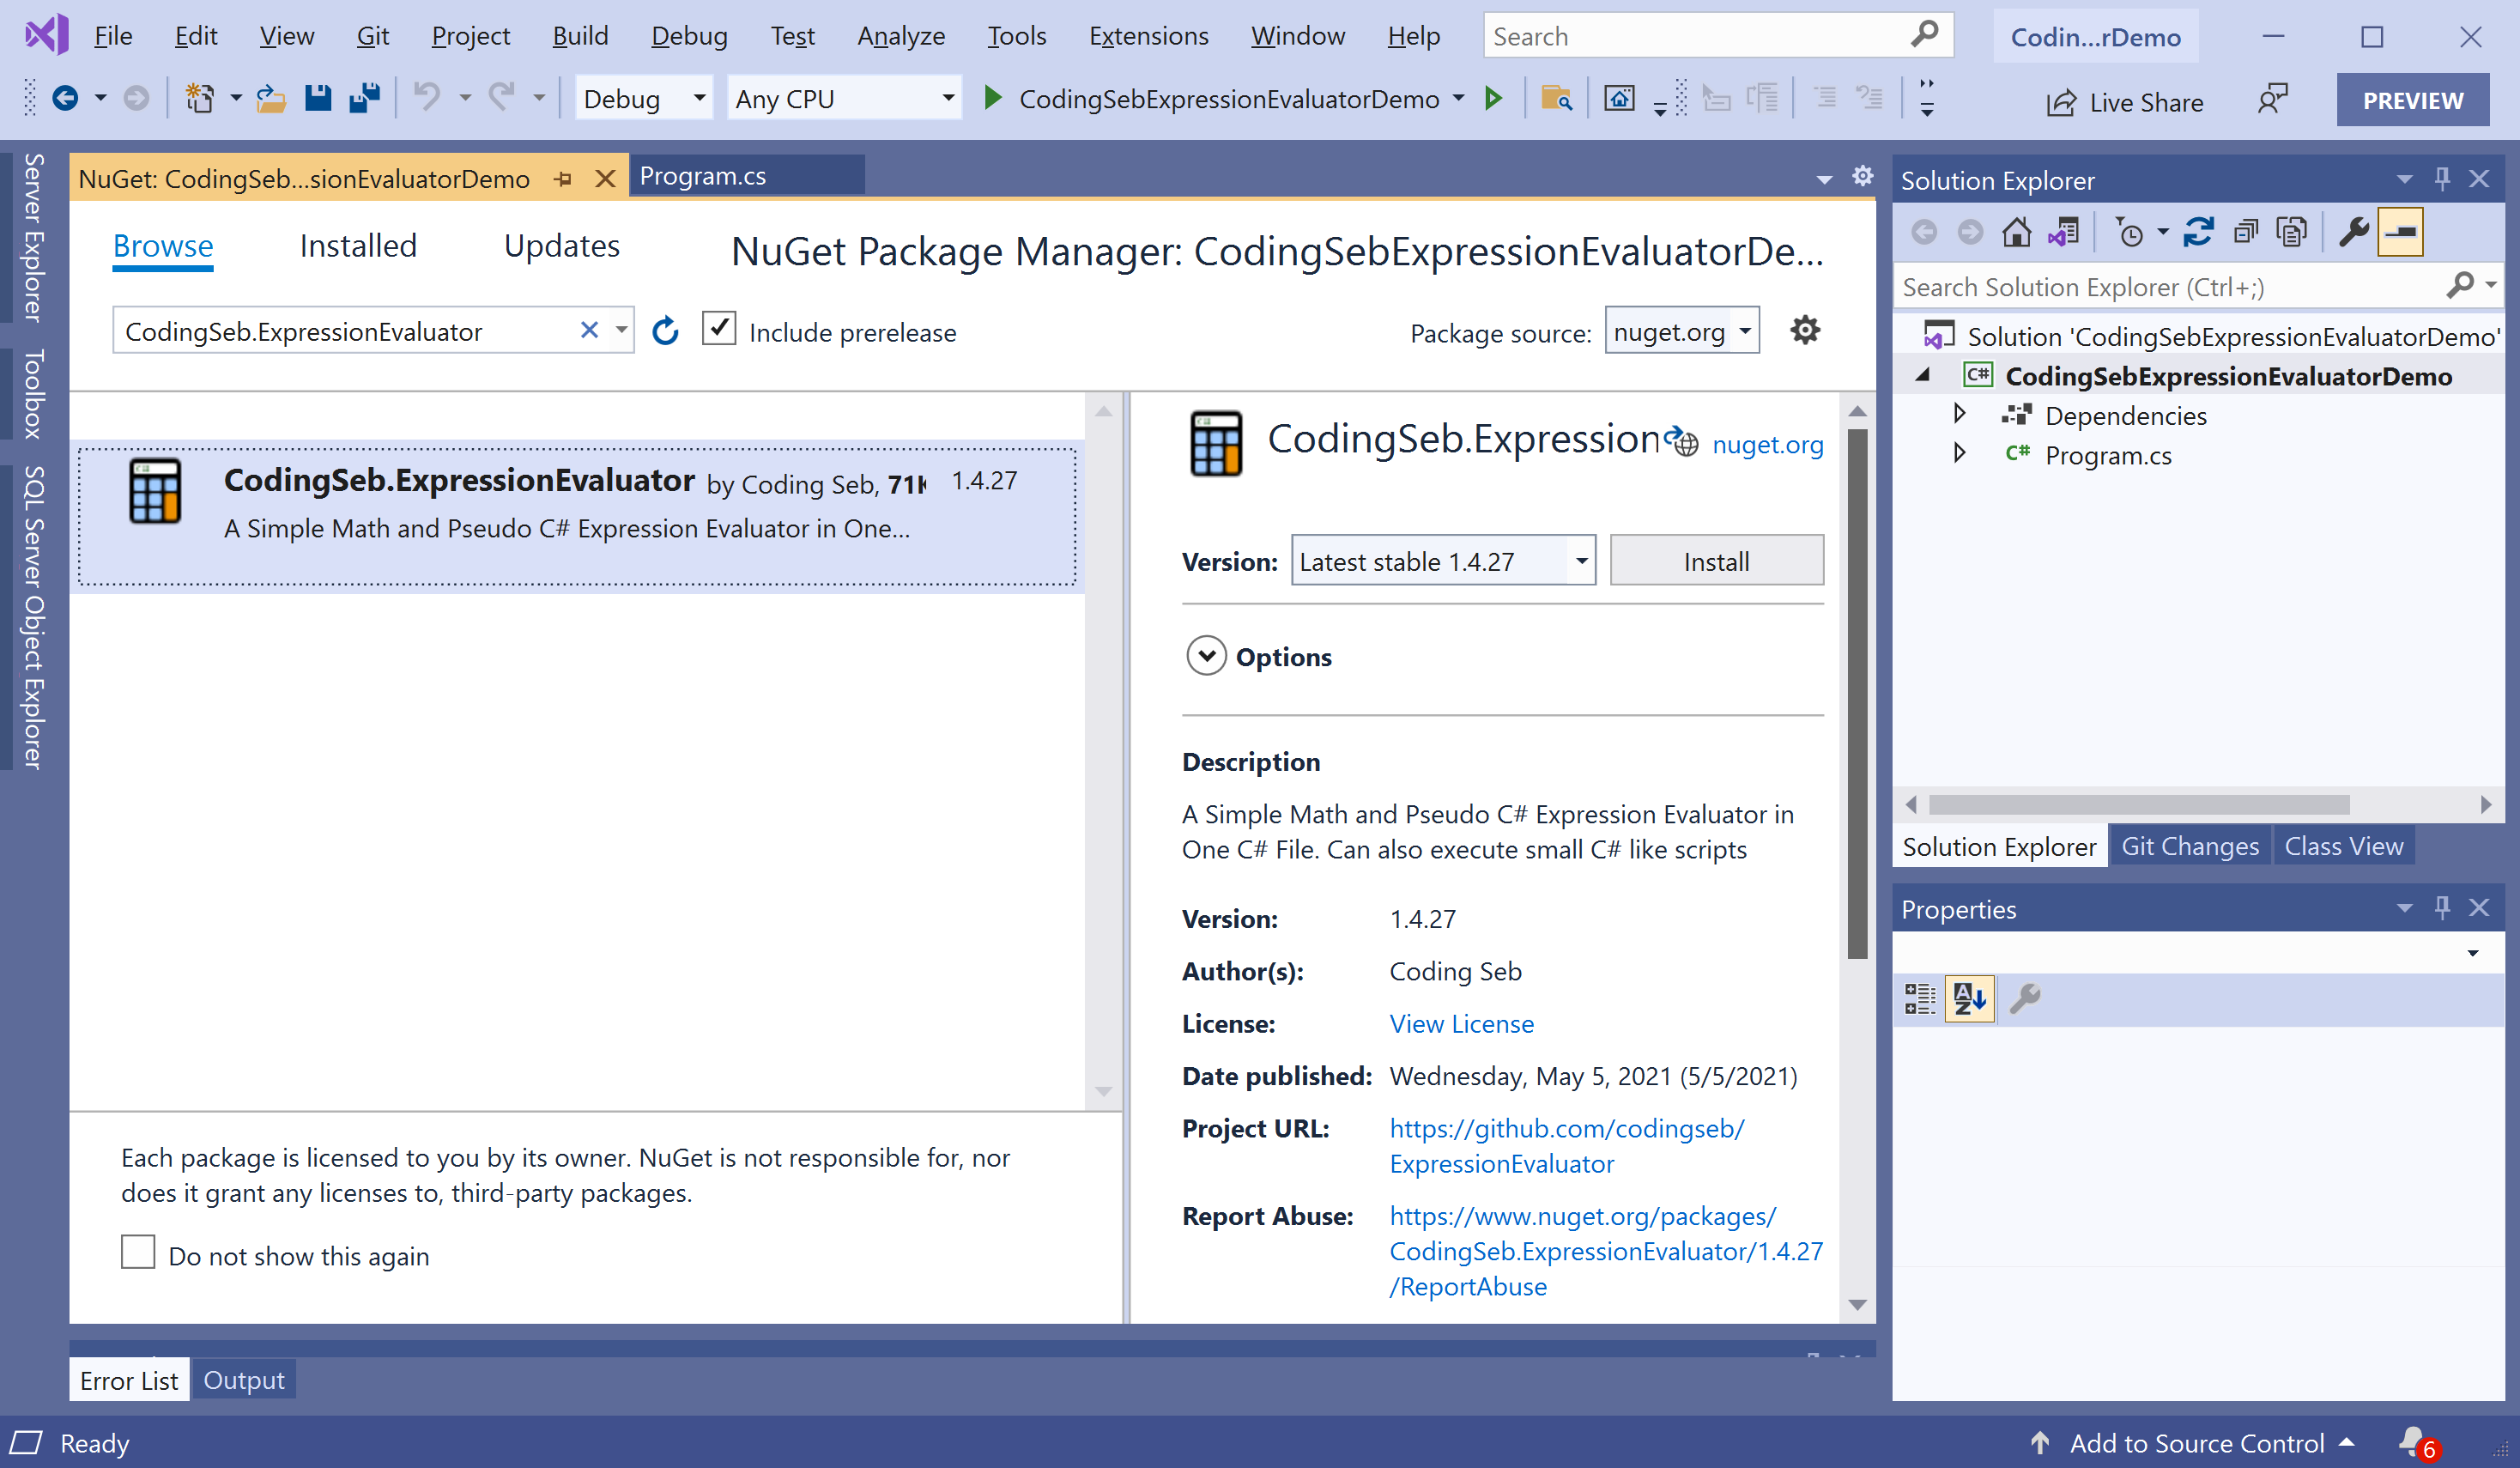 File Edit View Git Project Build Debug Test Analyze Tools Extensions Window Help Search Codin...rDemo
Debug Any CPU CodingSebExpressionEvaluatorDemo Live Share PREVIEW
Server Explorer
Toolbox
SQL Server Object Explorer
NuGet: CodingSeb...sionEvaluatorDemo Program.cs
Browse Installed Updates NuGet Package Manager: CodingSebExpressionEvaluatorDe...
CodingSeb.ExpressionEvaluator Include prerelease Package source: nuget.org
CodingSeb.ExpressionEvaluator by Coding Seb, 71K 1.4.27
A Simple Math and Pseudo C# Expression Evaluator in One...
Each package is licensed to you by its owner. NuGet is not responsible for, nor
does it grant any licenses to, third-party packages.
Do not show this again
CodingSeb.Expression nuget.org
Version: Latest stable 1.4.27 Install
Options
Description
A Simple Math and Pseudo C# Expression Evaluator in
One C# File. Can also execute small C# like scripts
Version: 1.4.27
Author(s): Coding Seb
License: View License
Date published: Wednesday, May 5, 2021 (5/5/2021)
Project URL: https://github.com/codingseb/
ExpressionEvaluator
Report Abuse: https://www.nuget.org/packages/
CodingSeb.ExpressionEvaluator/1.4.27
/ReportAbuse
Solution Explorer
Search Solution Explorer (Ctrl+;)
Solution 'CodingSebExpressionEvaluatorDemo'
C# CodingSebExpressionEvaluatorDemo
Dependencies
C# Program.cs
Solution Explorer Git Changes Class View
Properties
Error List Output
Ready Add to Source Control 6